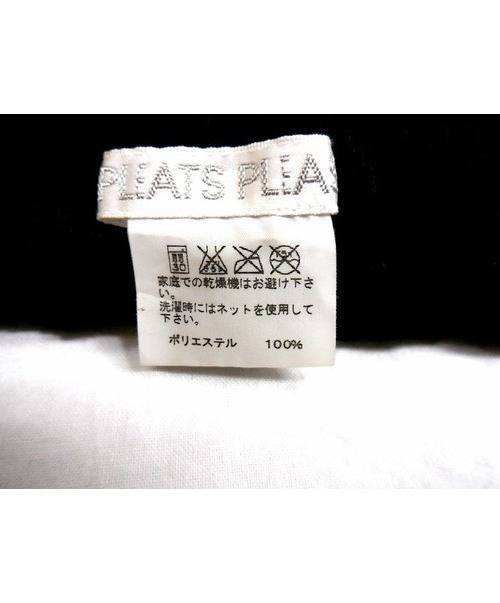 PLEATS PLEAS
30
家庭での乾燥機はお避け下さ
い。
洗濯時にはネットを使用して
下さい。
ポリエステル 100%